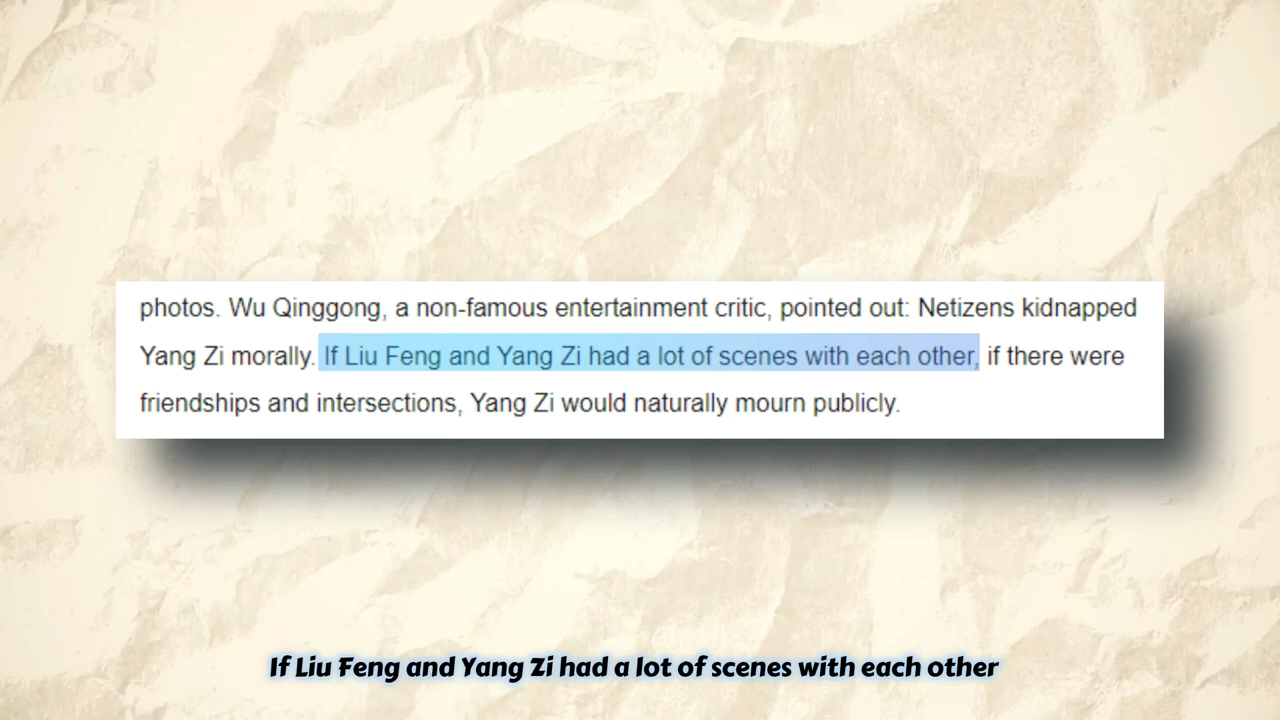 photos. Wu Qinggong, a non-famous entertainment critic, pointed out: Netizens kidnapped
Yang Zi morally. If Liu Feng and Yang Zi had a lot of scenes with each other, if there were
friendships and intersections, Yang Zi would naturally mourn publicly.
If Liu Feng and Yang Zi had a lot of scenes with each other